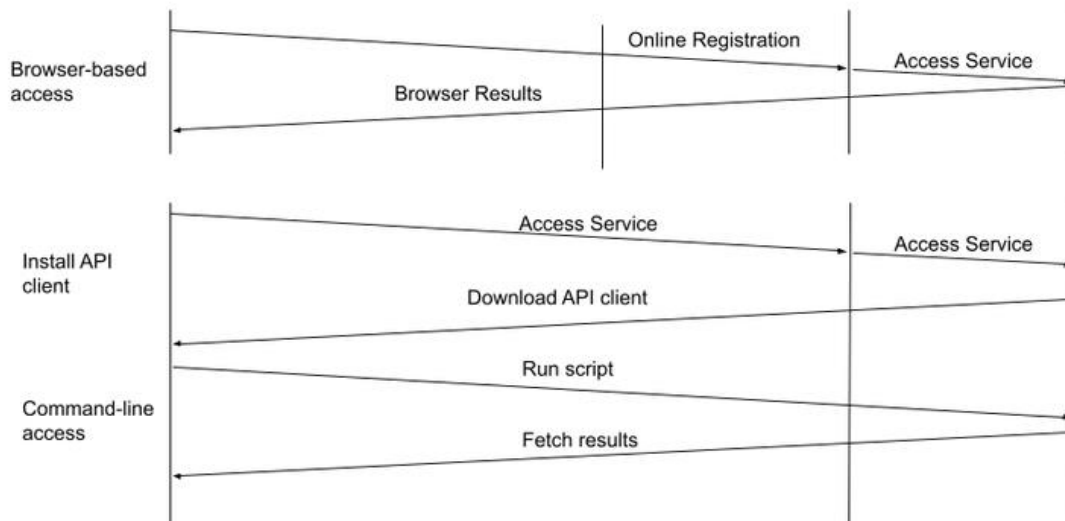 Online Registration
Access Service
Browser-based
access
Browser Results
Access Service
Access Service
Install API
client
Download API client
Run script
Command-line
access
Fetch results